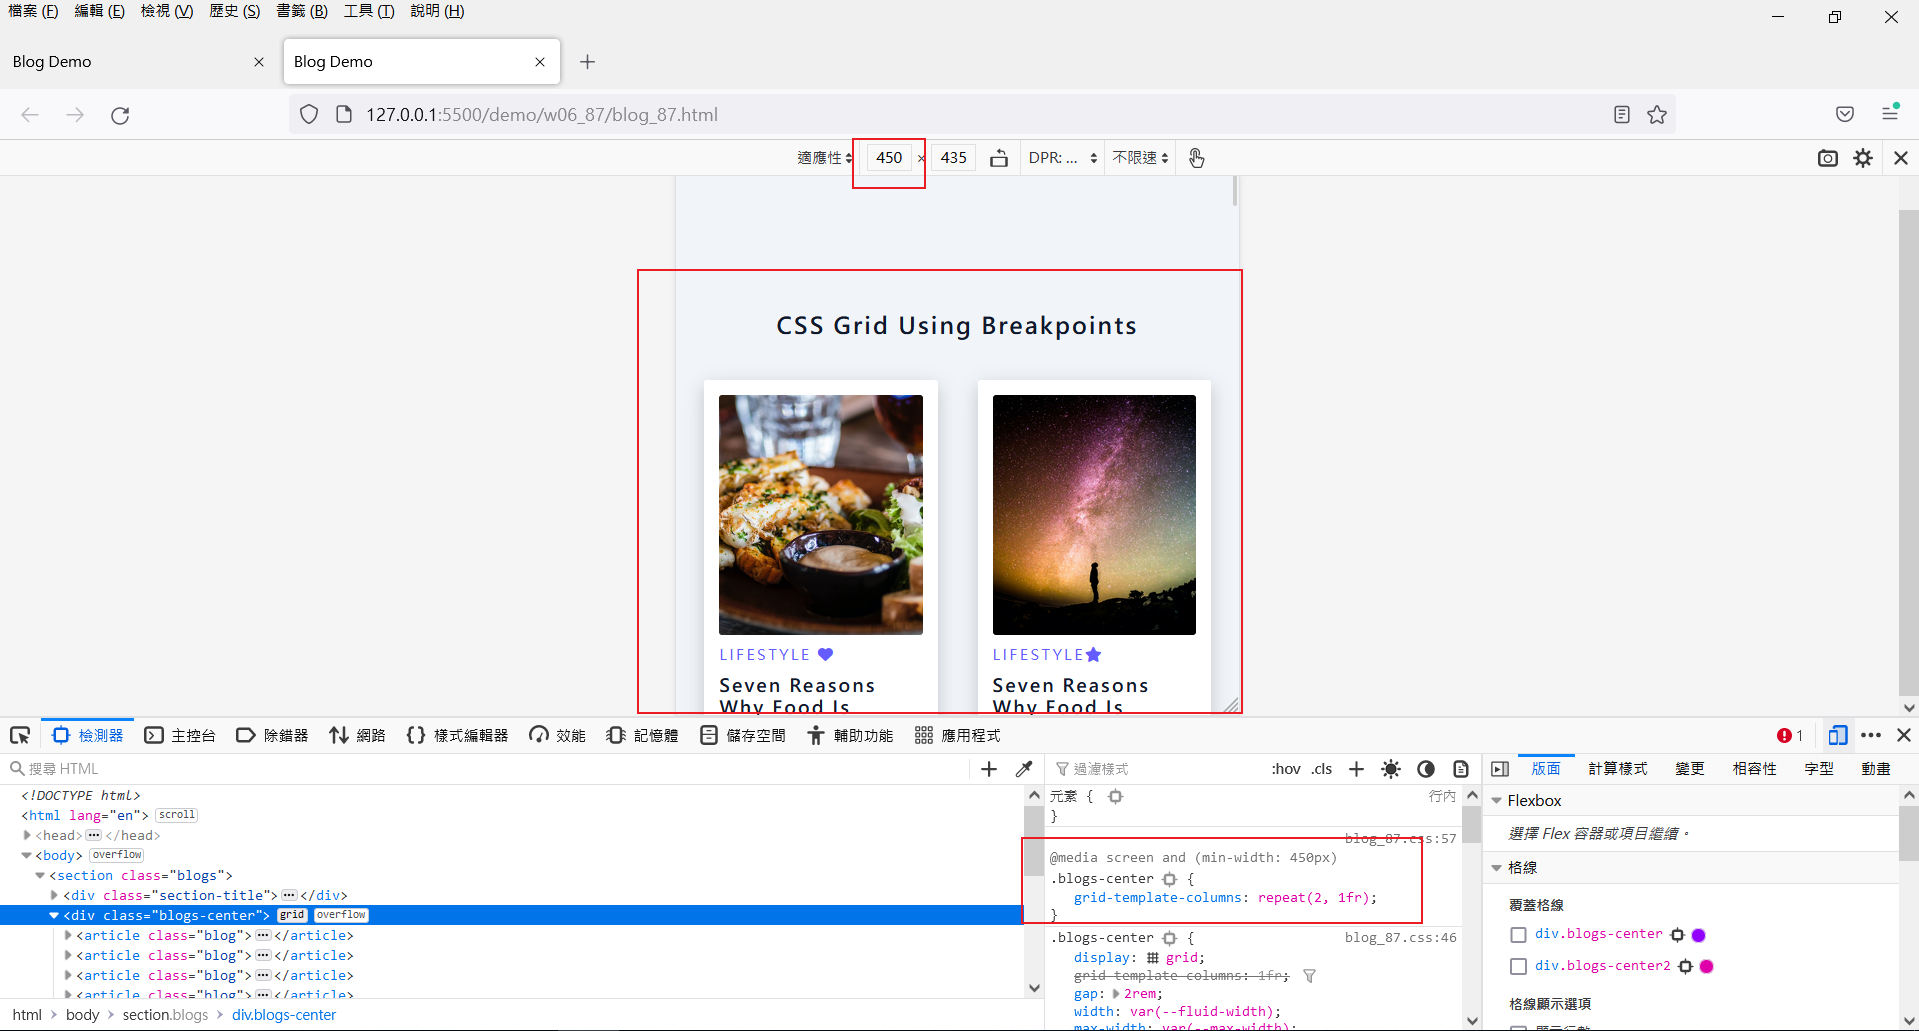 檔案 (F) 編輯 (E) 檢視 (V) 歷史 (S) 書籤 (B) 工具 (T) 說明 (H)
Blog Demo
Blog Demo
127.0.0.1:5500/demo/w06_87/blog_87.html
適應性 450 × 435 DPR: ... 不限速
CSS Grid Using Breakpoints
LIFESTYLE
Seven Reasons
Why Food Is
LIFESTYLE
Seven Reasons
Why Food Is
檢測器 主控台 除錯器 網路 樣式編輯器 效能 記憶體 儲存空間 輔助功能 應用程式 1
搜尋 HTML
<!DOCTYPE html>
<html lang="en"> scroll
<head> ··· </head>
<body> overflow
<section class="blogs">
<div class="section-title"> ··· </div>
<div class="blogs-center"> grid overflow
<article class="blog"> ··· </article>
<article class="blog"> ··· </article>
<article class="blog"> ··· </article>
<article class="blog"> ··· </article>
html > body > section.blogs > div.blogs-center
過濾樣式 :hov .cls
元素 { 行內
}
blog_87.css:57
@media screen and (min-width: 450px)
.blogs-center {
grid-template-columns: repeat(2, 1fr);
}
.blogs-center { blog_87.css:46
display: grid;
grid-template-columns: 1fr;
gap: 2rem;
width: var(--fluid-width);
max-width: var(--max-width);
版面 計算樣式 變更 相容性 字型 動畫
Flexbox
選擇 Flex 容器或項目繼續。
格線
覆蓋格線
div.blogs-center
div.blogs-center2
格線顯示選項
顯示行數